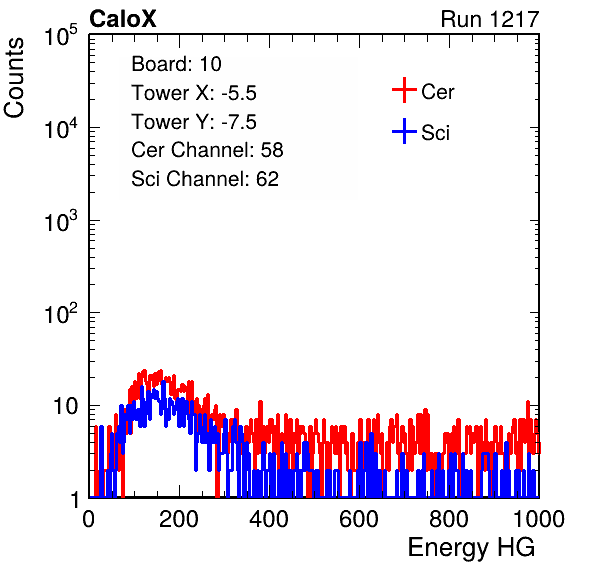 CaloX Run 1217
Counts
10^5
10^4
10^3
10^2
10
1
Board: 10
Tower X: -5.5
Tower Y: -7.5
Cer Channel: 58
Sci Channel: 62
Cer
Sci
0 200 400 600 800 1000
Energy HG